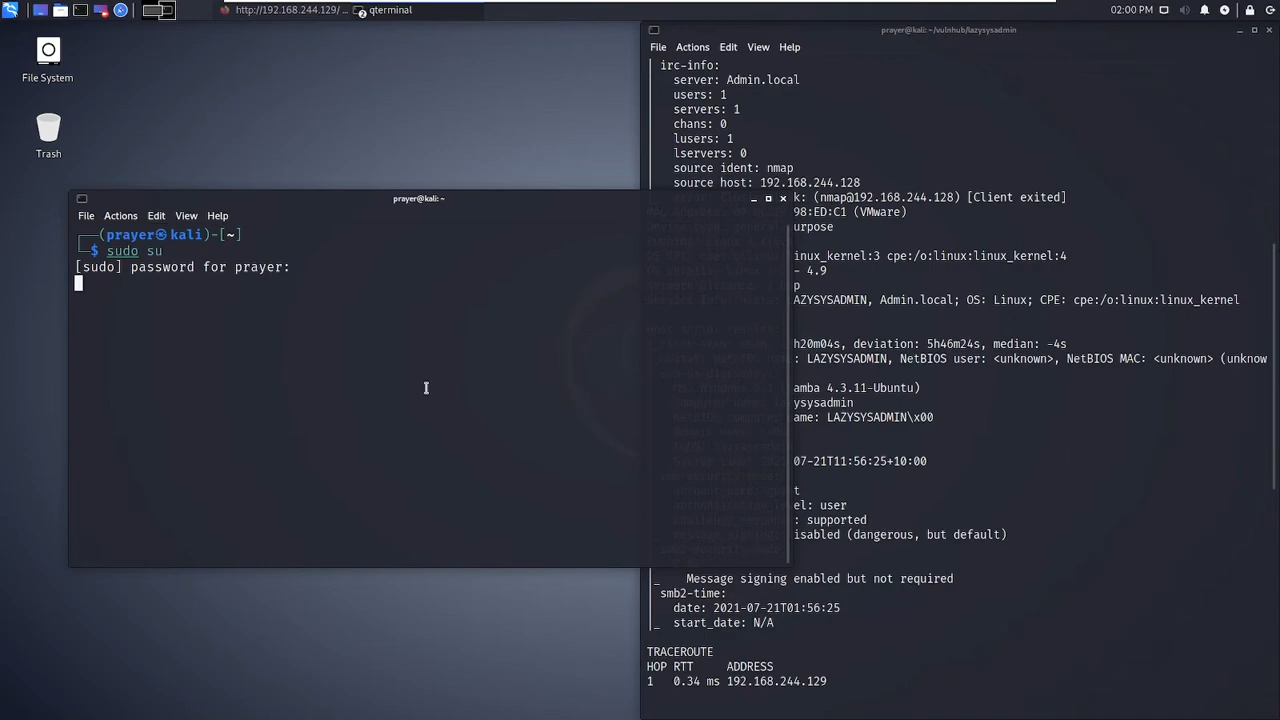 http://192.168.244.129/ ...
qterminal
2
02:00 PM
File System
Trash
prayer@kali: ~
File Actions Edit View Help
┌──(prayer㉿kali)-[~]
└─$ sudo su
[sudo] password for prayer:
prayer@kali: ~/vulnhub/lazysysadmin
File Actions Edit View Help
| irc-info:
|   server: Admin.local
|   users: 1
|   servers: 1
|   chans: 0
|   lusers: 1
|   lservers: 0
|   source ident: nmap
|   source host: 192.168.244.128
k: (nmap@192.168.244.128) [Client exited]
98:ED:C1 (VMware)
urpose
inux_kernel:3 cpe:/o:linux:linux_kernel:4
- 4.9
p
AZYSYSADMIN, Admin.local; OS: Linux; CPE: cpe:/o:linux:linux_kernel
h20m04s, deviation: 5h46m24s, median: -4s
: LAZYSYSADMIN, NetBIOS user: <unknown>, NetBIOS MAC: <unknown> (unknow
amba 4.3.11-Ubuntu)
ysysadmin
ame: LAZYSYSADMIN\x00
07-21T11:56:25+10:00
t
el: user
: supported
isabled (dangerous, but default)
|_    Message signing enabled but not required
| smb2-time:
|   date: 2021-07-21T01:56:25
|_  start_date: N/A
TRACEROUTE
HOP RTT     ADDRESS
1   0.34 ms 192.168.244.129